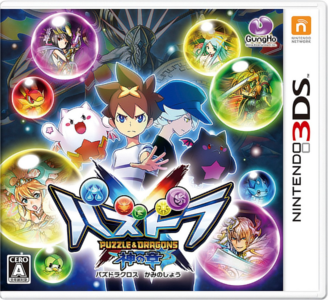 GungHo
NINTENDO
NETWORK
NINTENDO 3DS
パズドラ
PUZZLE & DRAGONS
神の章
パズドラクロス かみのしょう
CERO
A